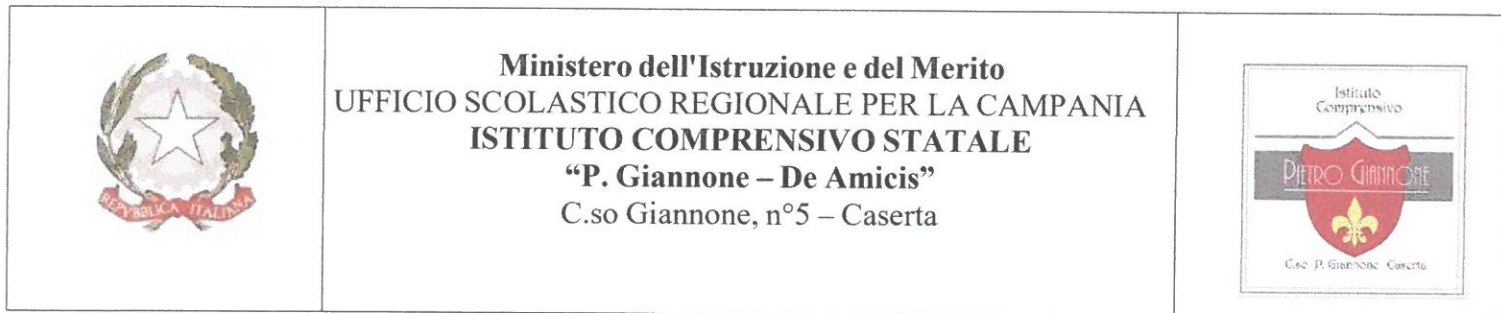 REPVBBLICA ITALIANA
Ministero dell'Istruzione e del Merito
UFFICIO SCOLASTICO REGIONALE PER LA CAMPANIA
ISTITUTO COMPRENSIVO STATALE
“P. Giannone – De Amicis”
C.so Giannone, n°5 – Caserta
Istituto
Comprensivo
PIETRO GIANNONE
C.so P. Giannone Caserta